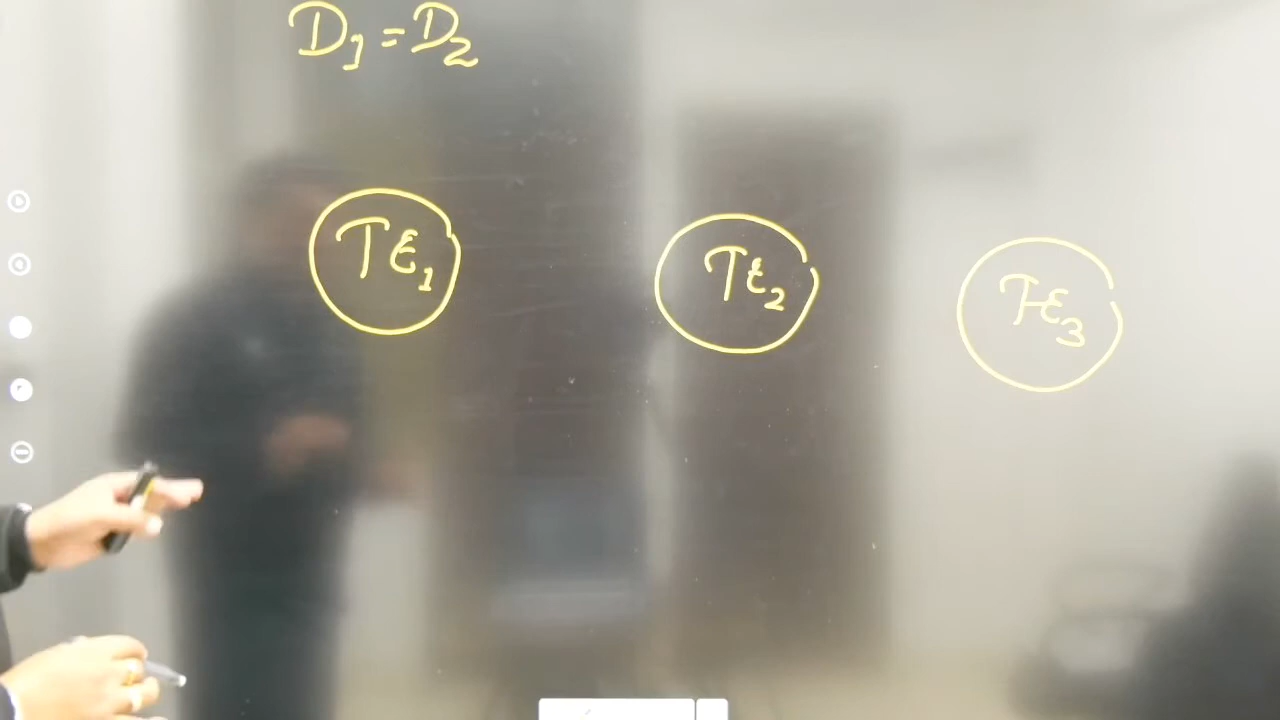 D₁=D₂
TE₁
TE₂
TE₃